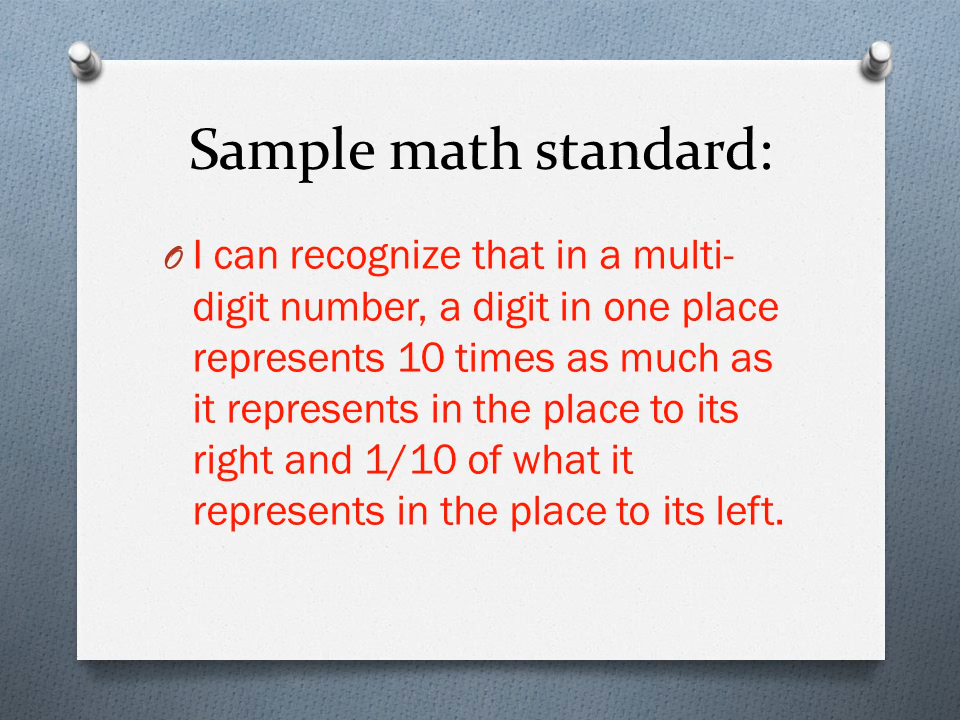 Sample math standard:
I can recognize that in a multi-
digit number, a digit in one place
represents 10 times as much as
it represents in the place to its
right and 1/10 of what it
represents in the place to its left.